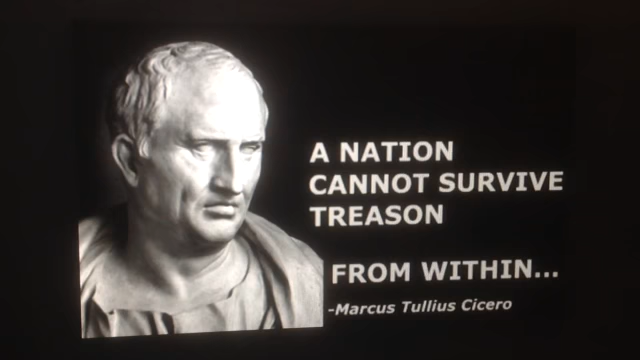 A NATION
CANNOT SURVIVE
TREASON
FROM WITHIN...
-Marcus Tullius Cicero